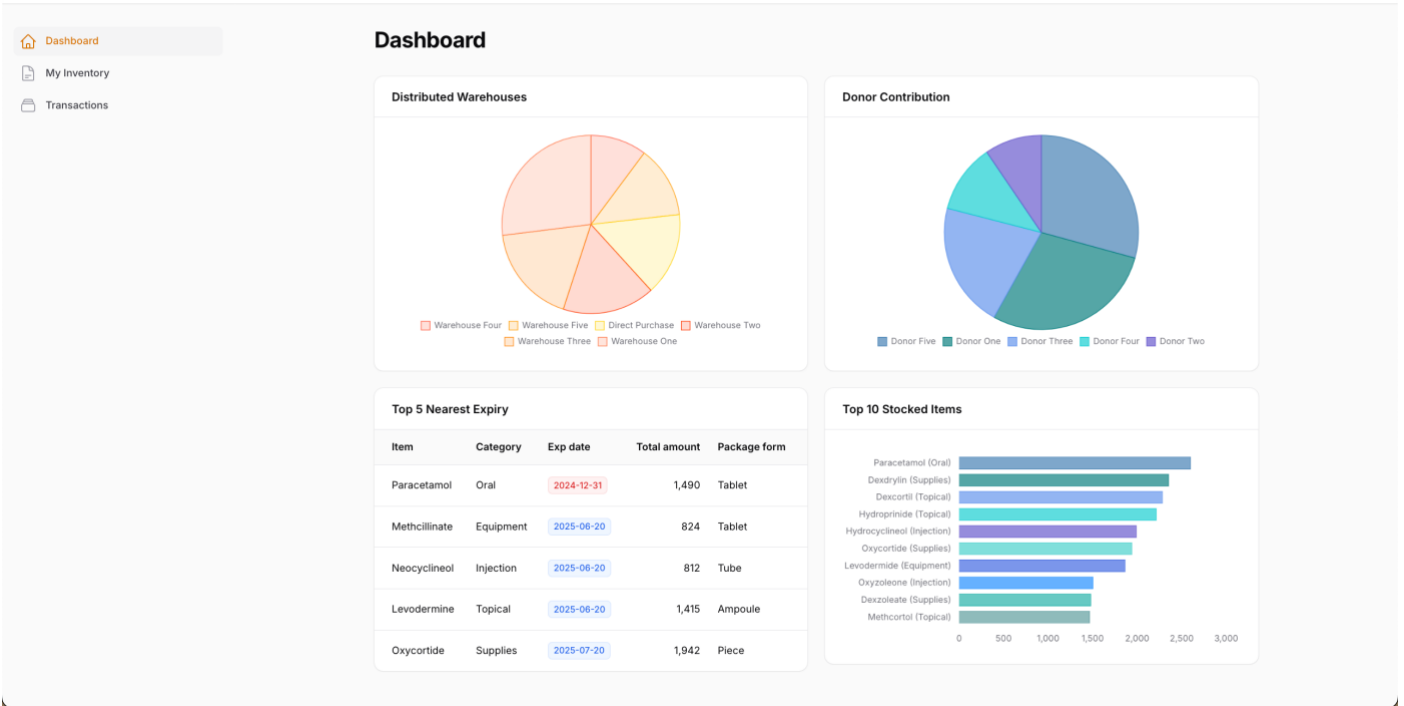 Dashboard
My Inventory
Transactions
Dashboard
Distributed Warehouses
Warehouse Four Warehouse Five Direct Purchase Warehouse Two
Warehouse Three Warehouse One
Donor Contribution
Donor Five Donor One Donor Three Donor Four Donor Two
Top 5 Nearest Expiry
Item Category Exp date Total amount Package form
Paracetamol Oral 2024-12-31 1,490 Tablet
Methcillinate Equipment 2025-06-20 824 Tablet
Neocyclineol Injection 2025-06-20 812 Tube
Levodermine Topical 2025-06-20 1,415 Ampoule
Oxycortide Supplies 2025-07-20 1,942 Piece
Top 10 Stocked Items
Paracetamol (Oral)
Dexdrylin (Supplies)
Dexcortil (Topical)
Hydroprinide (Topical)
Hydrocyclineol (Injection)
Oxycortide (Supplies)
Levodermide (Equipment)
Oxyzoleone (Injection)
Dexzoleate (Supplies)
Methcortol (Topical)
0 500 1,000 1,500 2,000 2,500 3,000